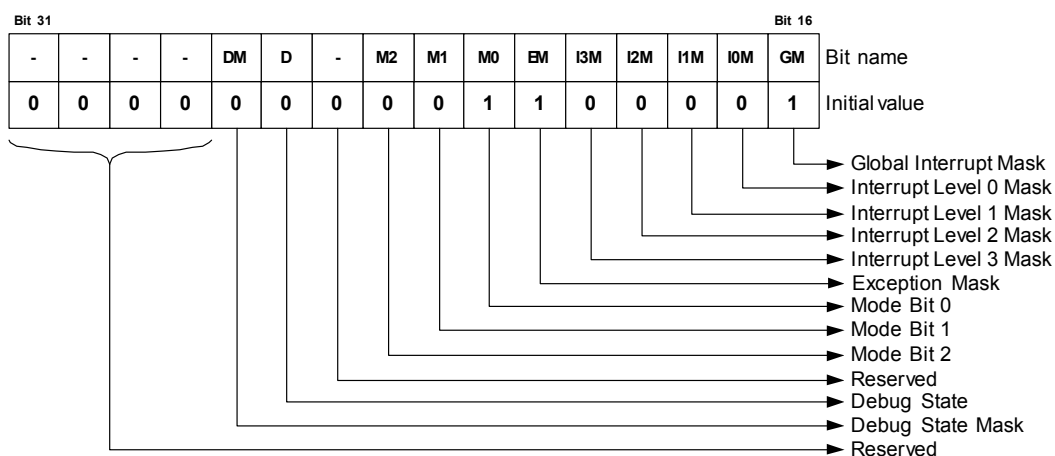 Bit 31 Bit 16
- - - - DM D - M2 M1 M0 EM I3M I2M I1M I0M GM Bit name
0 0 0 0 0 0 0 0 0 1 1 0 0 0 0 1 Initial value
Global Interrupt Mask
Interrupt Level 0 Mask
Interrupt Level 1 Mask
Interrupt Level 2 Mask
Interrupt Level 3 Mask
Exception Mask
Mode Bit 0
Mode Bit 1
Mode Bit 2
Reserved
Debug State
Debug State Mask
Reserved